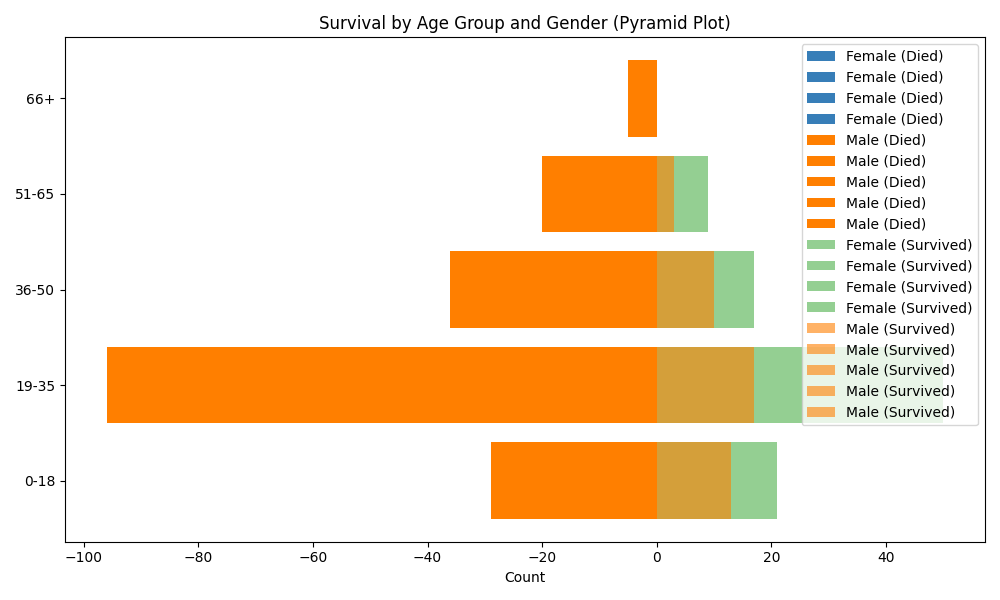 Survival by Age Group and Gender (Pyramid Plot)
66+
51-65
36-50
19-35
0-18
−100 −80 −60 −40 −20 0 20 40
Count
Female (Died)
Female (Died)
Female (Died)
Female (Died)
Male (Died)
Male (Died)
Male (Died)
Male (Died)
Male (Died)
Female (Survived)
Female (Survived)
Female (Survived)
Female (Survived)
Male (Survived)
Male (Survived)
Male (Survived)
Male (Survived)
Male (Survived)